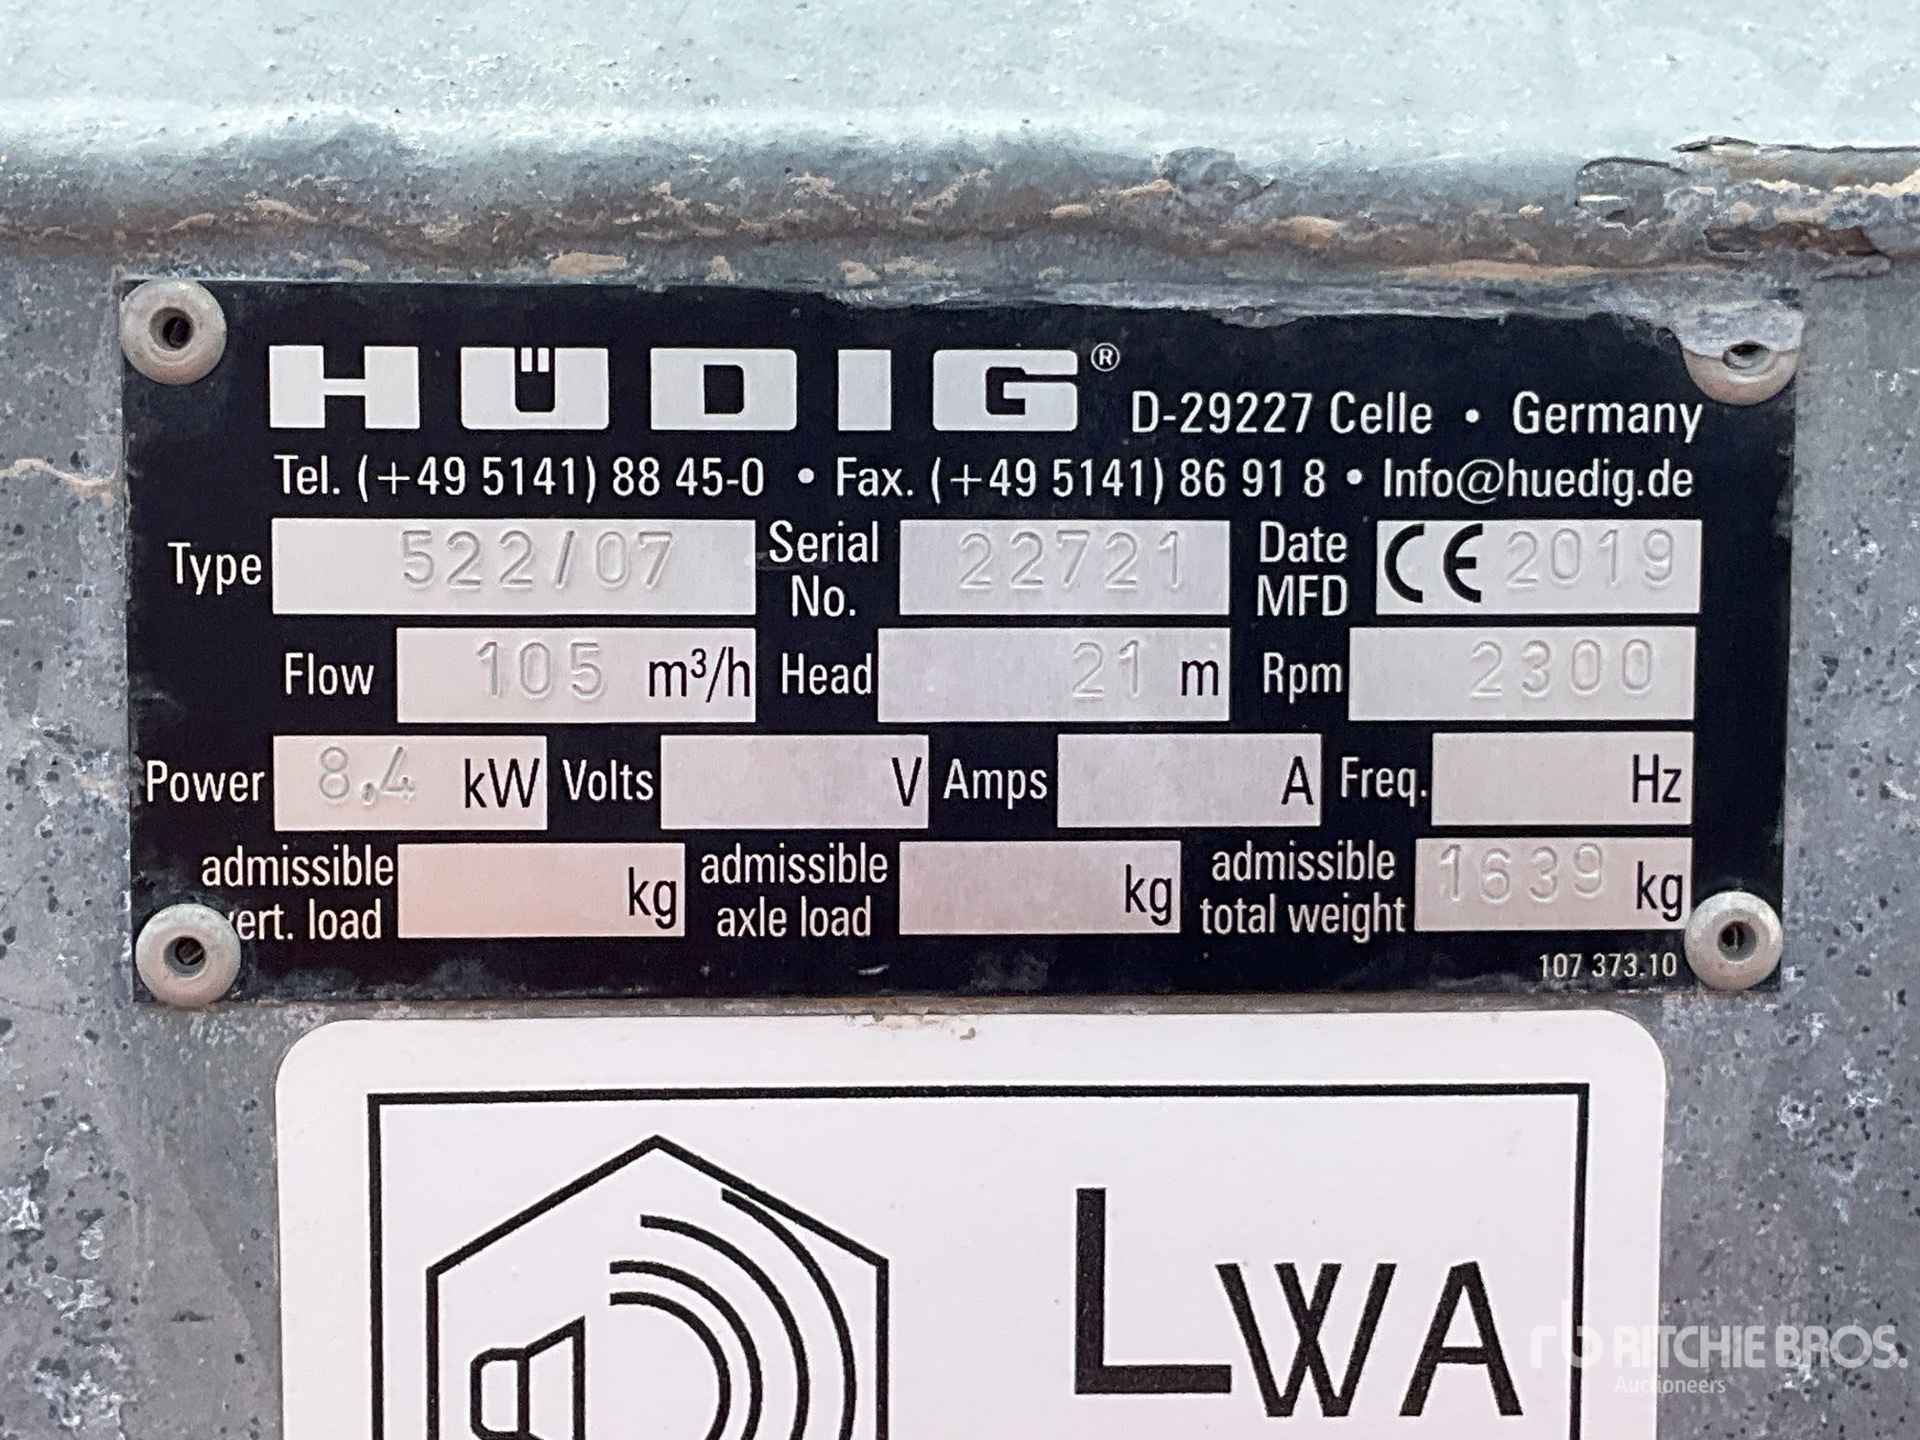 HÜDIG® D-29227 Celle • Germany
Tel. (+49 5141) 88 45-0 • Fax. (+49 5141) 86 91 8 • Info@huedig.de
Type 522/07 Serial No. 22721 Date MFD CE 2019
Flow 105 m³/h Head 21 m Rpm 2300
Power 8,4 kW Volts V Amps A Freq. Hz
admissible vert. load kg admissible axle load kg admissible total weight 1639 kg
107 373.10
LWA
rb RITCHIE BROS.
Auctioneers